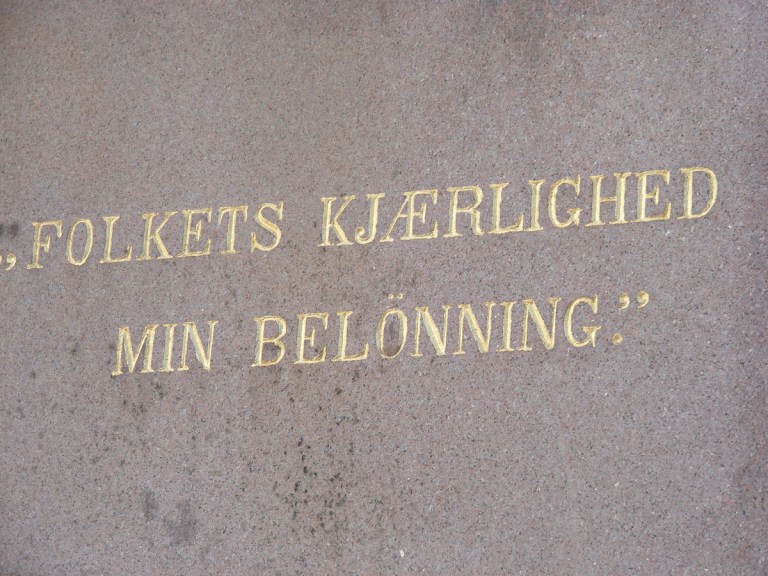 „FOLKETS KJÆRLIGHED
MIN BELÖNNING.”